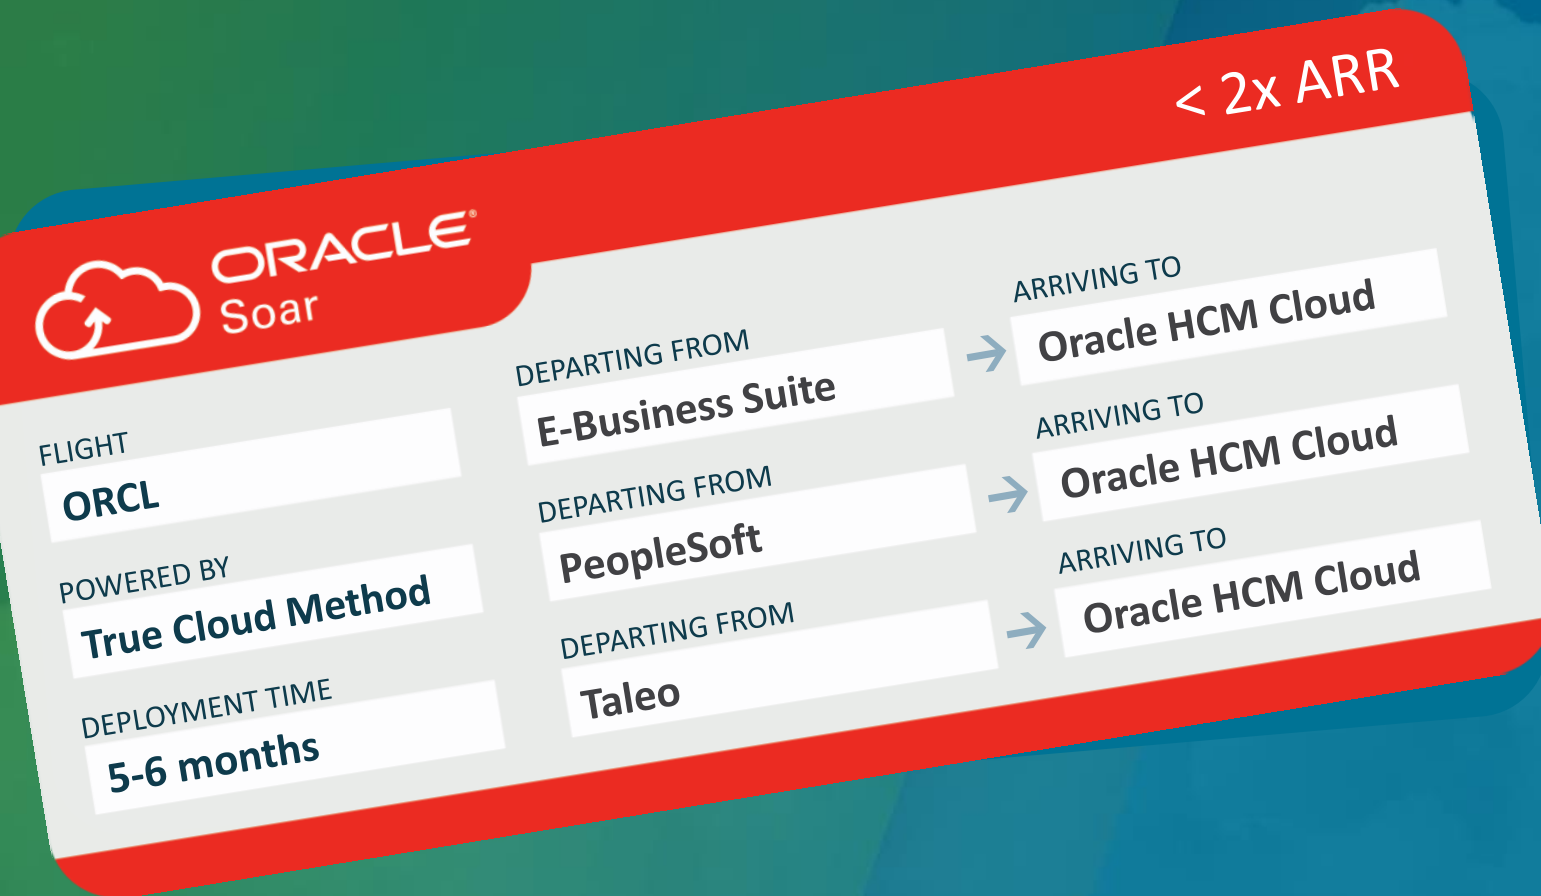 < 2x ARR
ORACLE®
Soar
FLIGHT
ORCL
POWERED BY
True Cloud Method
DEPLOYMENT TIME
5-6 months
DEPARTING FROM
E-Business Suite
ARRIVING TO
Oracle HCM Cloud
DEPARTING FROM
PeopleSoft
ARRIVING TO
Oracle HCM Cloud
DEPARTING FROM
Taleo
ARRIVING TO
Oracle HCM Cloud